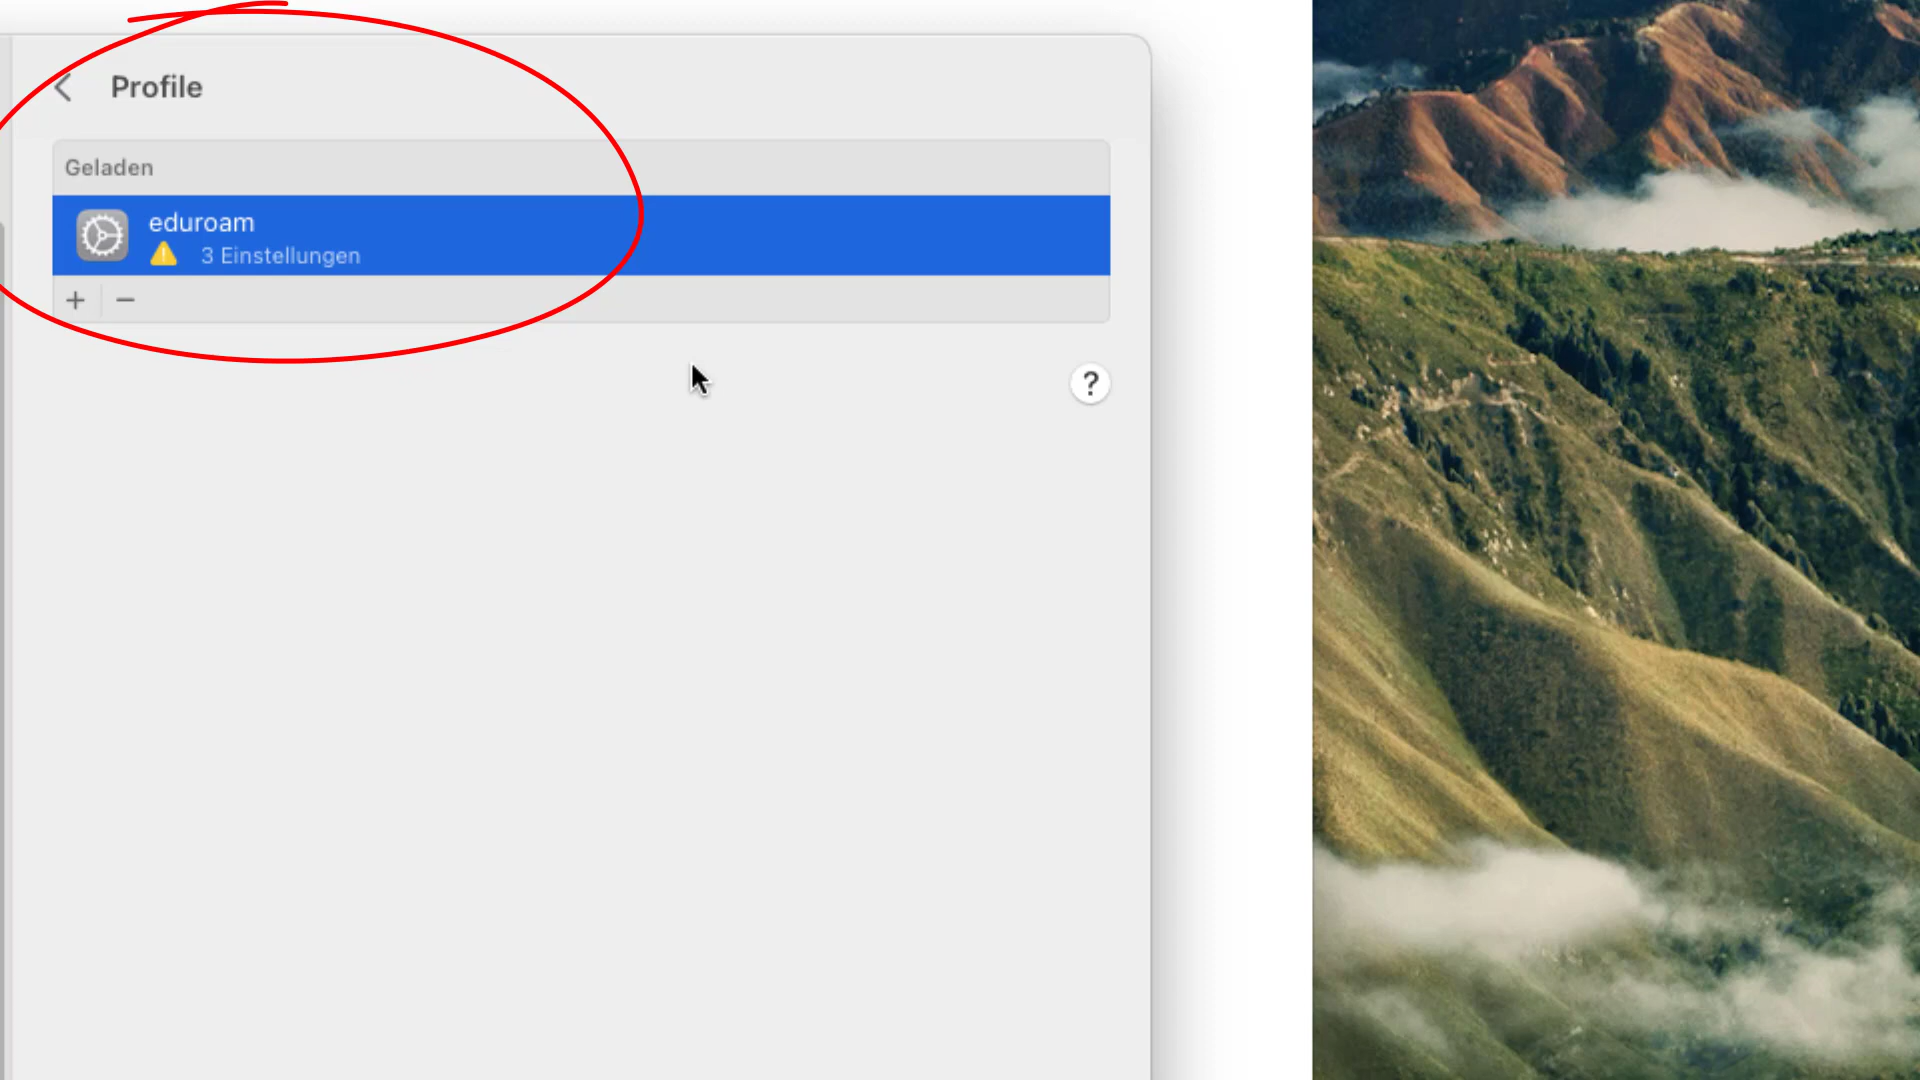 Profile
Geladen
eduroam
3 Einstellungen
+ −
?